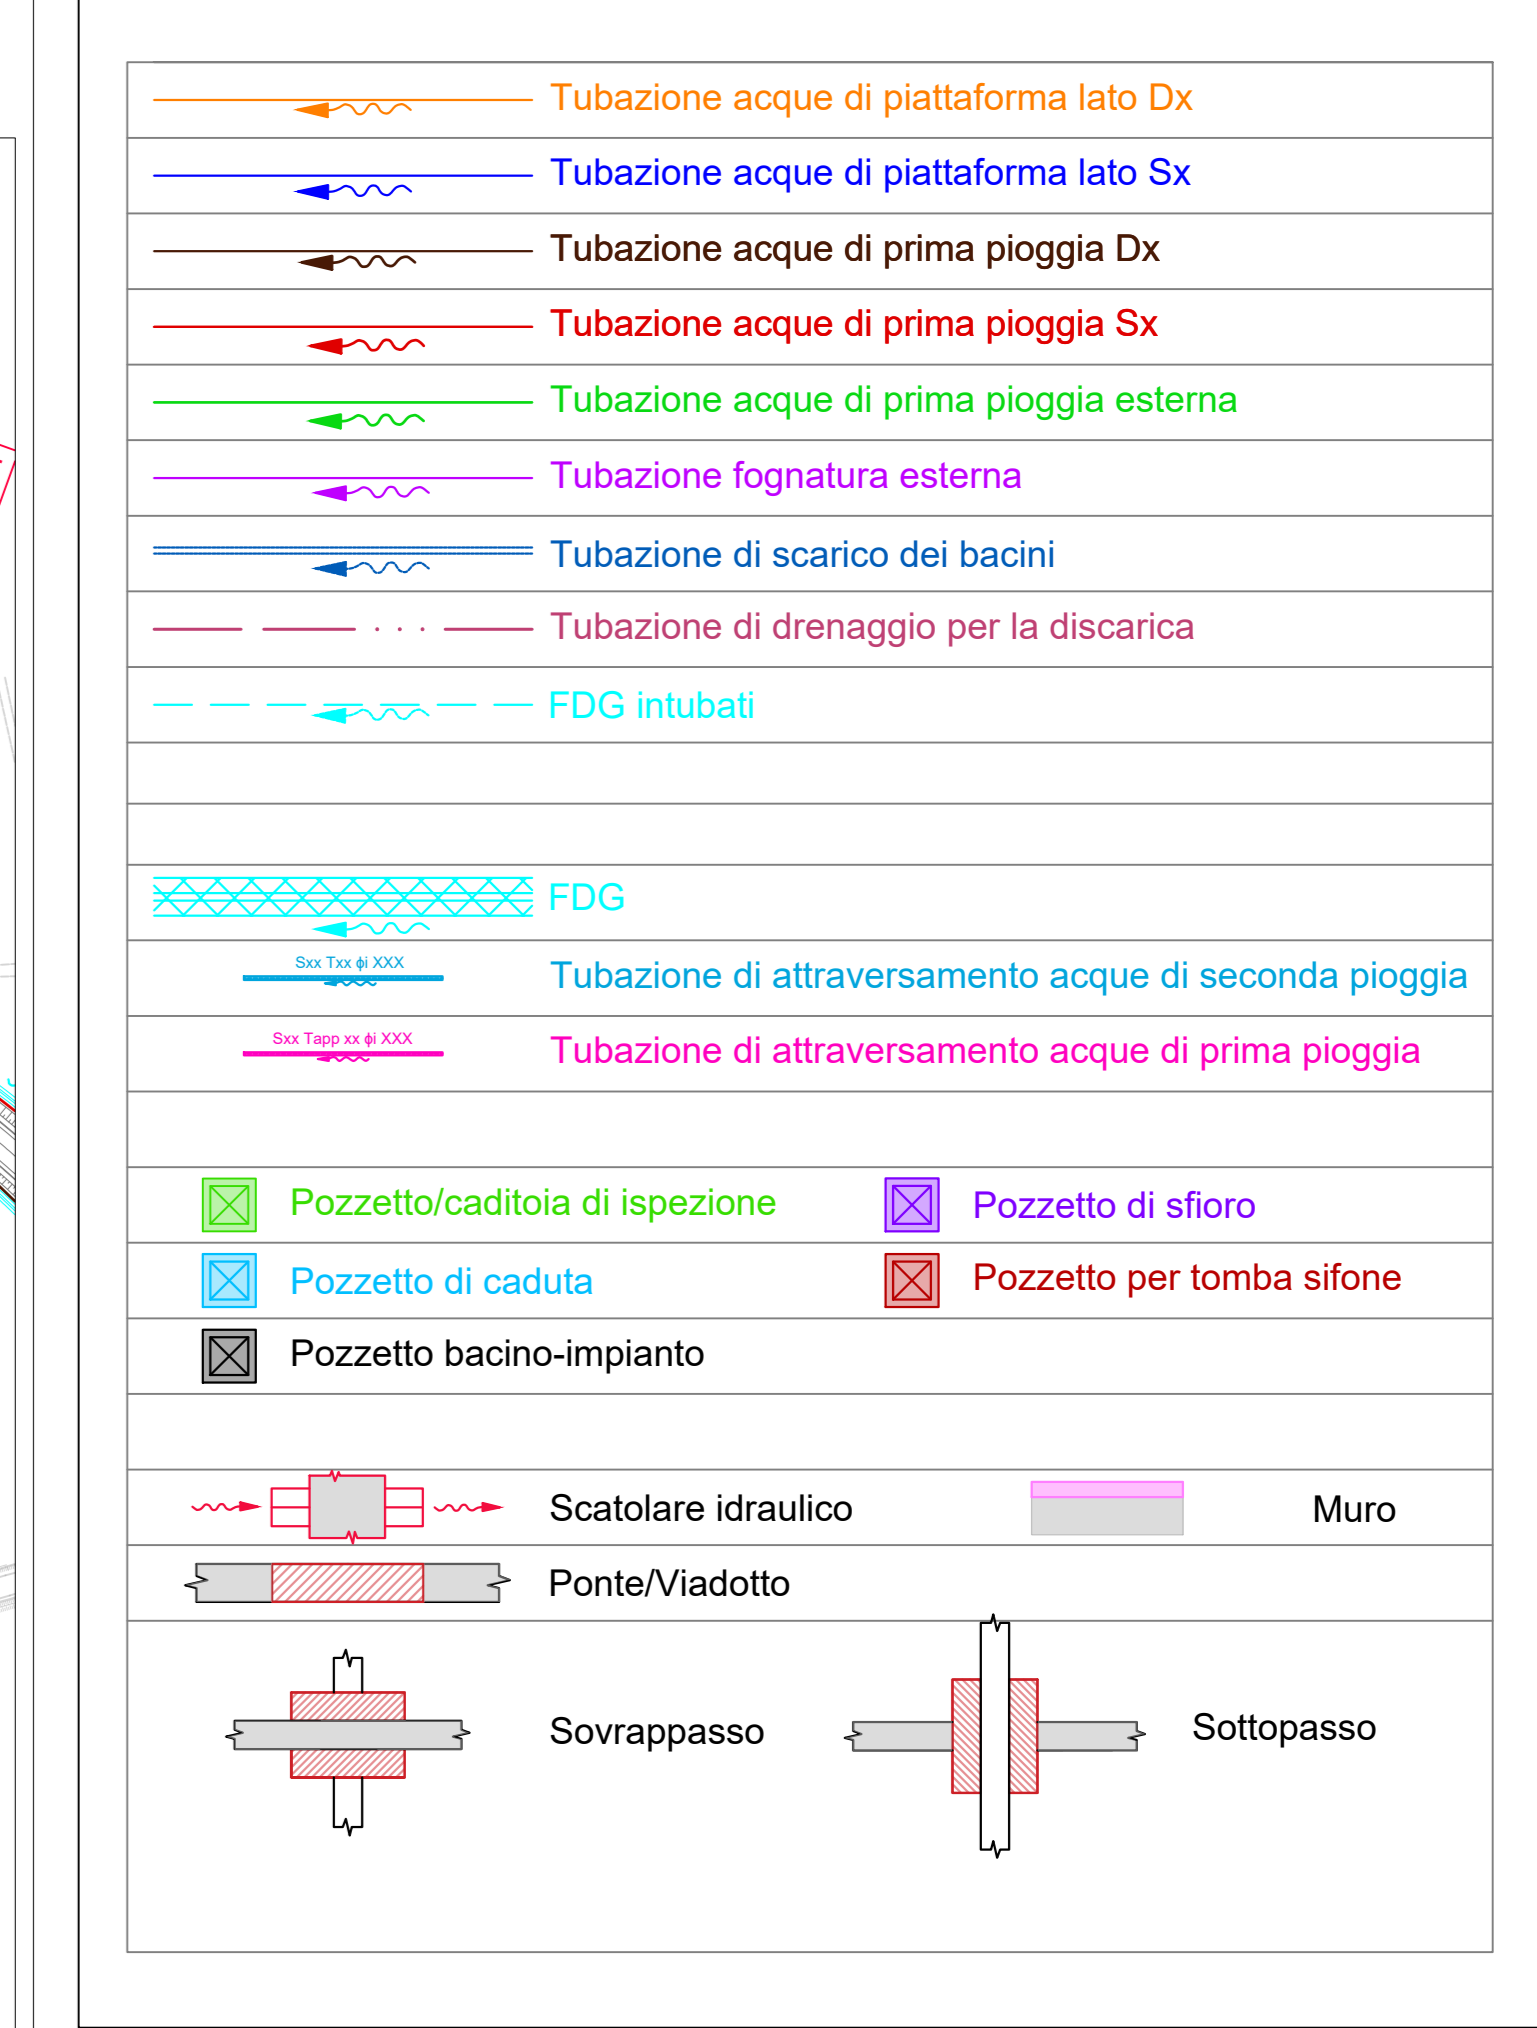 Tubazione acque di piattaforma lato Dx
Tubazione acque di piattaforma lato Sx
Tubazione acque di prima pioggia Dx
Tubazione acque di prima pioggia Sx
Tubazione acque di prima pioggia esterna
Tubazione fognatura esterna
Tubazione di scarico dei bacini
Tubazione di drenaggio per la discarica
FDG intubati
FDG
Sxx Txx ϕi XXX
Tubazione di attraversamento acque di seconda pioggia
Sxx Tapp xx ϕi XXX
Tubazione di attraversamento acque di prima pioggia
Pozzetto/caditoia di ispezione
Pozzetto di sfioro
Pozzetto di caduta
Pozzetto per tomba sifone
Pozzetto bacino-impianto
Scatolare idraulico
Muro
Ponte/Viadotto
Sovrappasso
Sottopasso